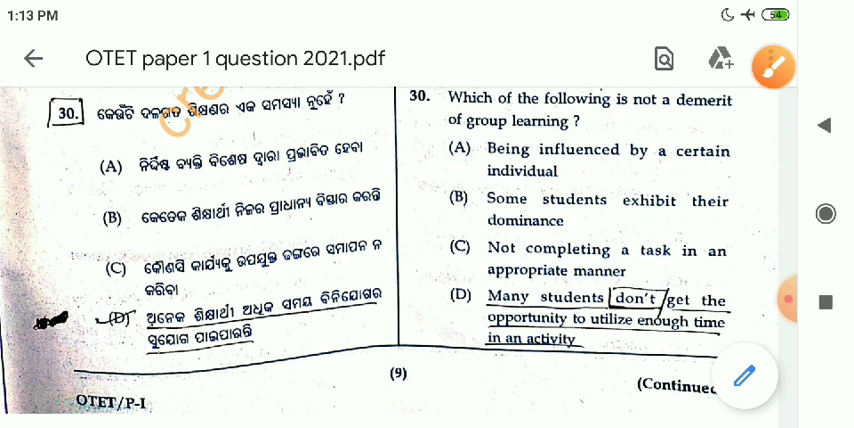 1:13 PM
54
OTET paper 1 question 2021.pdf
30. କେଉଁଟି ଦଳଗତ ଶିକ୍ଷଣର ଏକ ସମସ୍ୟା ନୁହେଁ ?
(A) ନିର୍ଦ୍ଦିଷ୍ଟ ବ୍ୟକ୍ତି ବିଶେଷ ଦ୍ୱାରା ପ୍ରଭାବିତ ହେବା
(B) କେତେକ ଶିକ୍ଷାର୍ଥୀ ନିଜର ପ୍ରାଧାନ୍ୟ ବିସ୍ତାର କରନ୍ତି
(C) କୌଣସି କାର୍ଯ୍ୟକୁ ଉପଯୁକ୍ତ ଢଙ୍ଗରେ ସମାପନ ନ
କରିବା
(D) ଅନେକ ଶିକ୍ଷାର୍ଥୀ ଅଧିକ ସମୟ ବିନିଯୋଗର
ସୁଯୋଗ ପାଇପାରନ୍ତି
30. Which of the following is not a demerit
of group learning ?
(A) Being influenced by a certain
individual
(B) Some students exhibit their
dominance
(C) Not completing a task in an
appropriate manner
(D) Many students don't get the
opportunity to utilize enough time
in an activity
(9)
OTET/P-I
(Continued